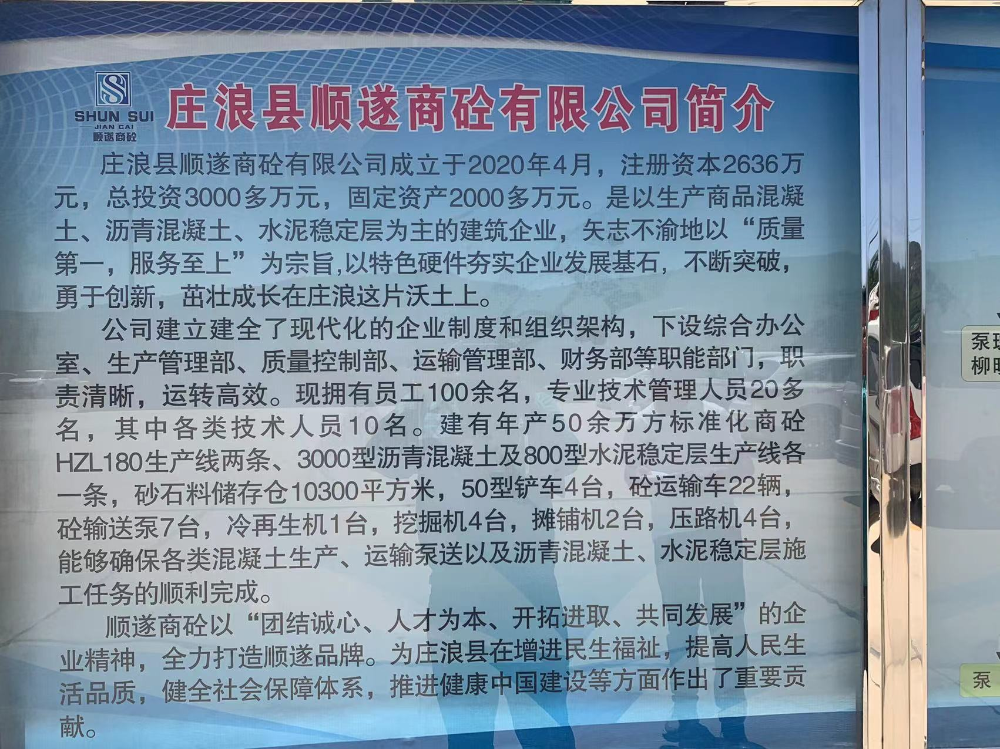 SHUN SUI
JIAN CAI
顺遂商砼
庄浪县顺遂商砼有限公司简介
庄浪县顺遂商砼有限公司成立于2020年4月，注册资本2636万
元，总投资3000多万元，固定资产2000多万元。是以生产商品混凝
土、沥青混凝土、水泥稳定层为主的建筑企业，矢志不渝地以“质量
第一，服务至上”为宗旨,以特色硬件夯实企业发展基石，不断突破，
勇于创新，茁壮成长在庄浪这片沃土上。
公司建立建全了现代化的企业制度和组织架构，下设综合办公
室、生产管理部、质量控制部、运输管理部、财务部等职能部门，职
责清晰，运转高效。现拥有员工100余名，专业技术管理人员20多
名，其中各类技术人员10名。建有年产50余万方标准化商砼
HZL180生产线两条、3000型沥青混凝土及800型水泥稳定层生产线各
一条，砂石料储存仓10300平方米，50型铲车4台，砼运输车22辆，
砼输送泵7台，冷再生机1台，挖掘机4台，摊铺机2台，压路机4台，
能够确保各类混凝土生产、运输泵送以及沥青混凝土、水泥稳定层施
工任务的顺利完成。
顺遂商砼以“团结诚心、人才为本、开拓进取、共同发展”的企
业精神，全力打造顺遂品牌。为庄浪县在增进民生福祉，提高人民生
活品质，健全社会保障体系，推进健康中国建设等方面作出了重要贡
献。
泵
柳
泵